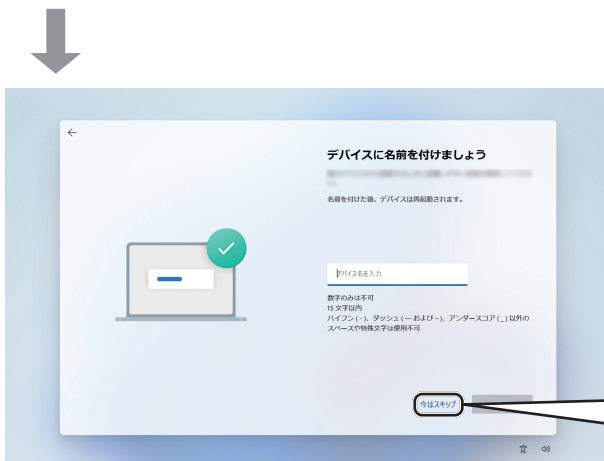 デバイスに名前を付けましょう
名前を付けた後、デバイスは再起動されます。
デバイス名を入力
数字のみは不可
15 文字以内
ハイフン ( - )、ダッシュ ( — および – )、アンダースコア ( _ ) 以外の
スペースや特殊文字は使用不可
今はスキップ